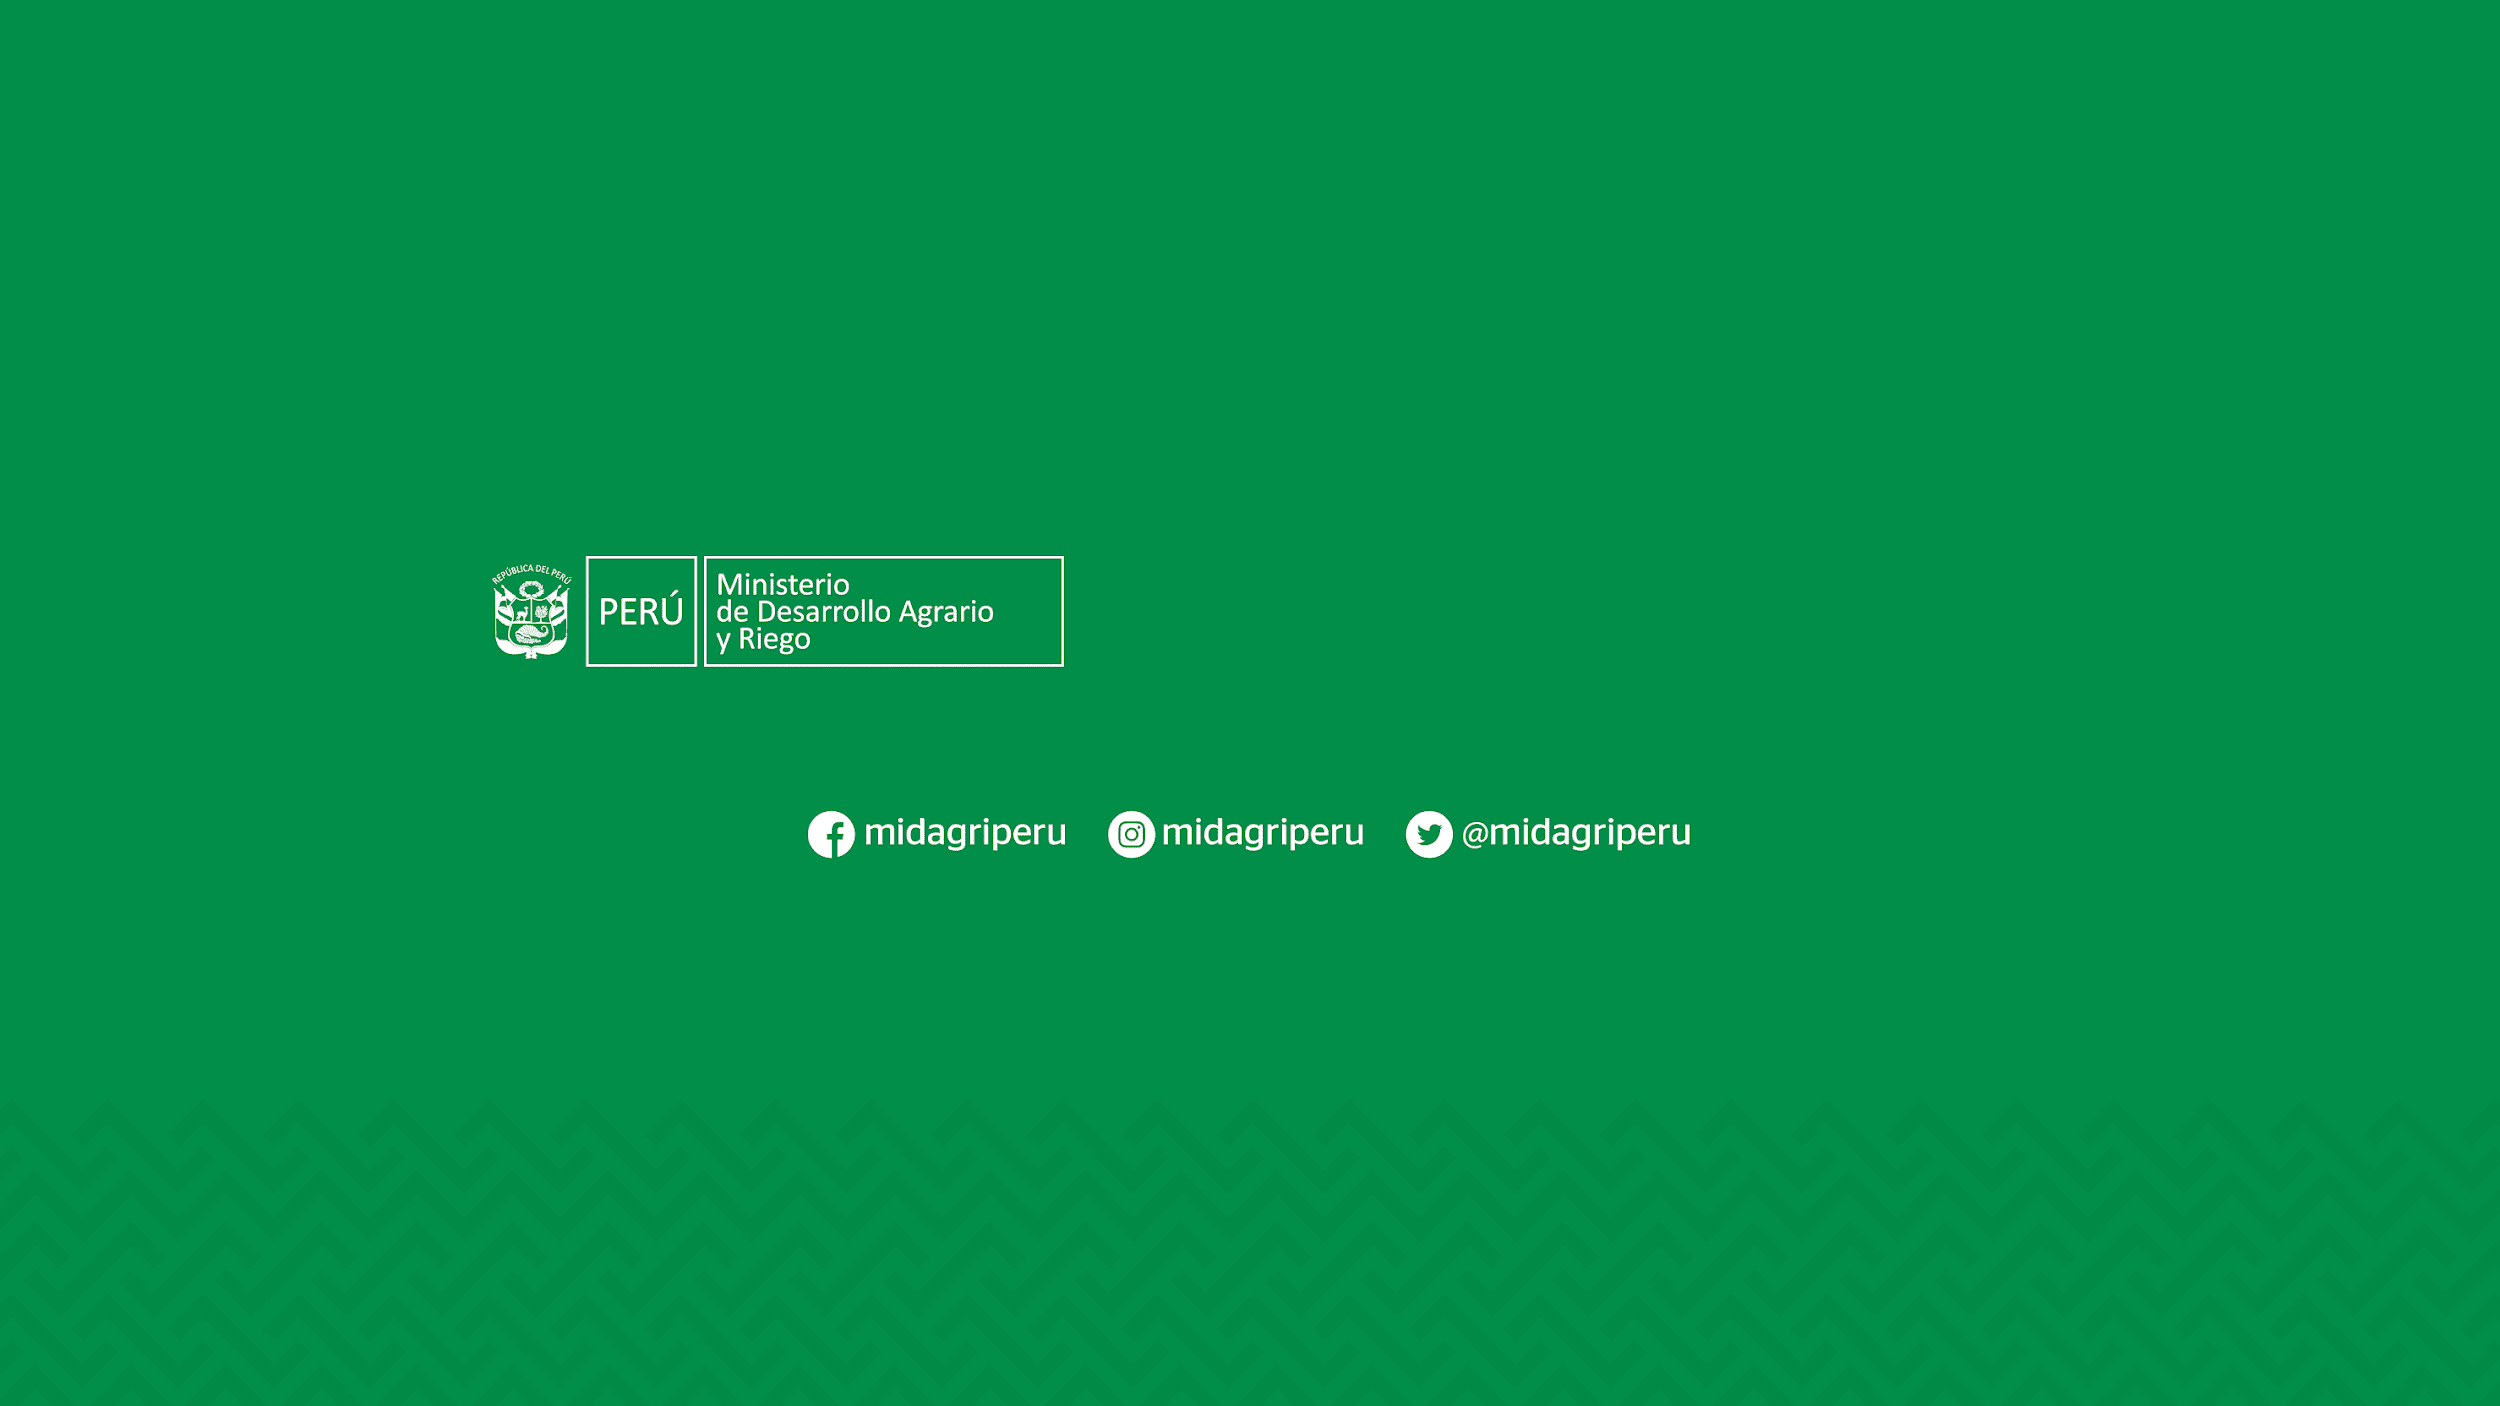 REPÚBLICA DEL PERÚ
PERÚ
Ministerio
de Desarrollo Agrario
y Riego
midagriperu
midagriperu
@midagriperu